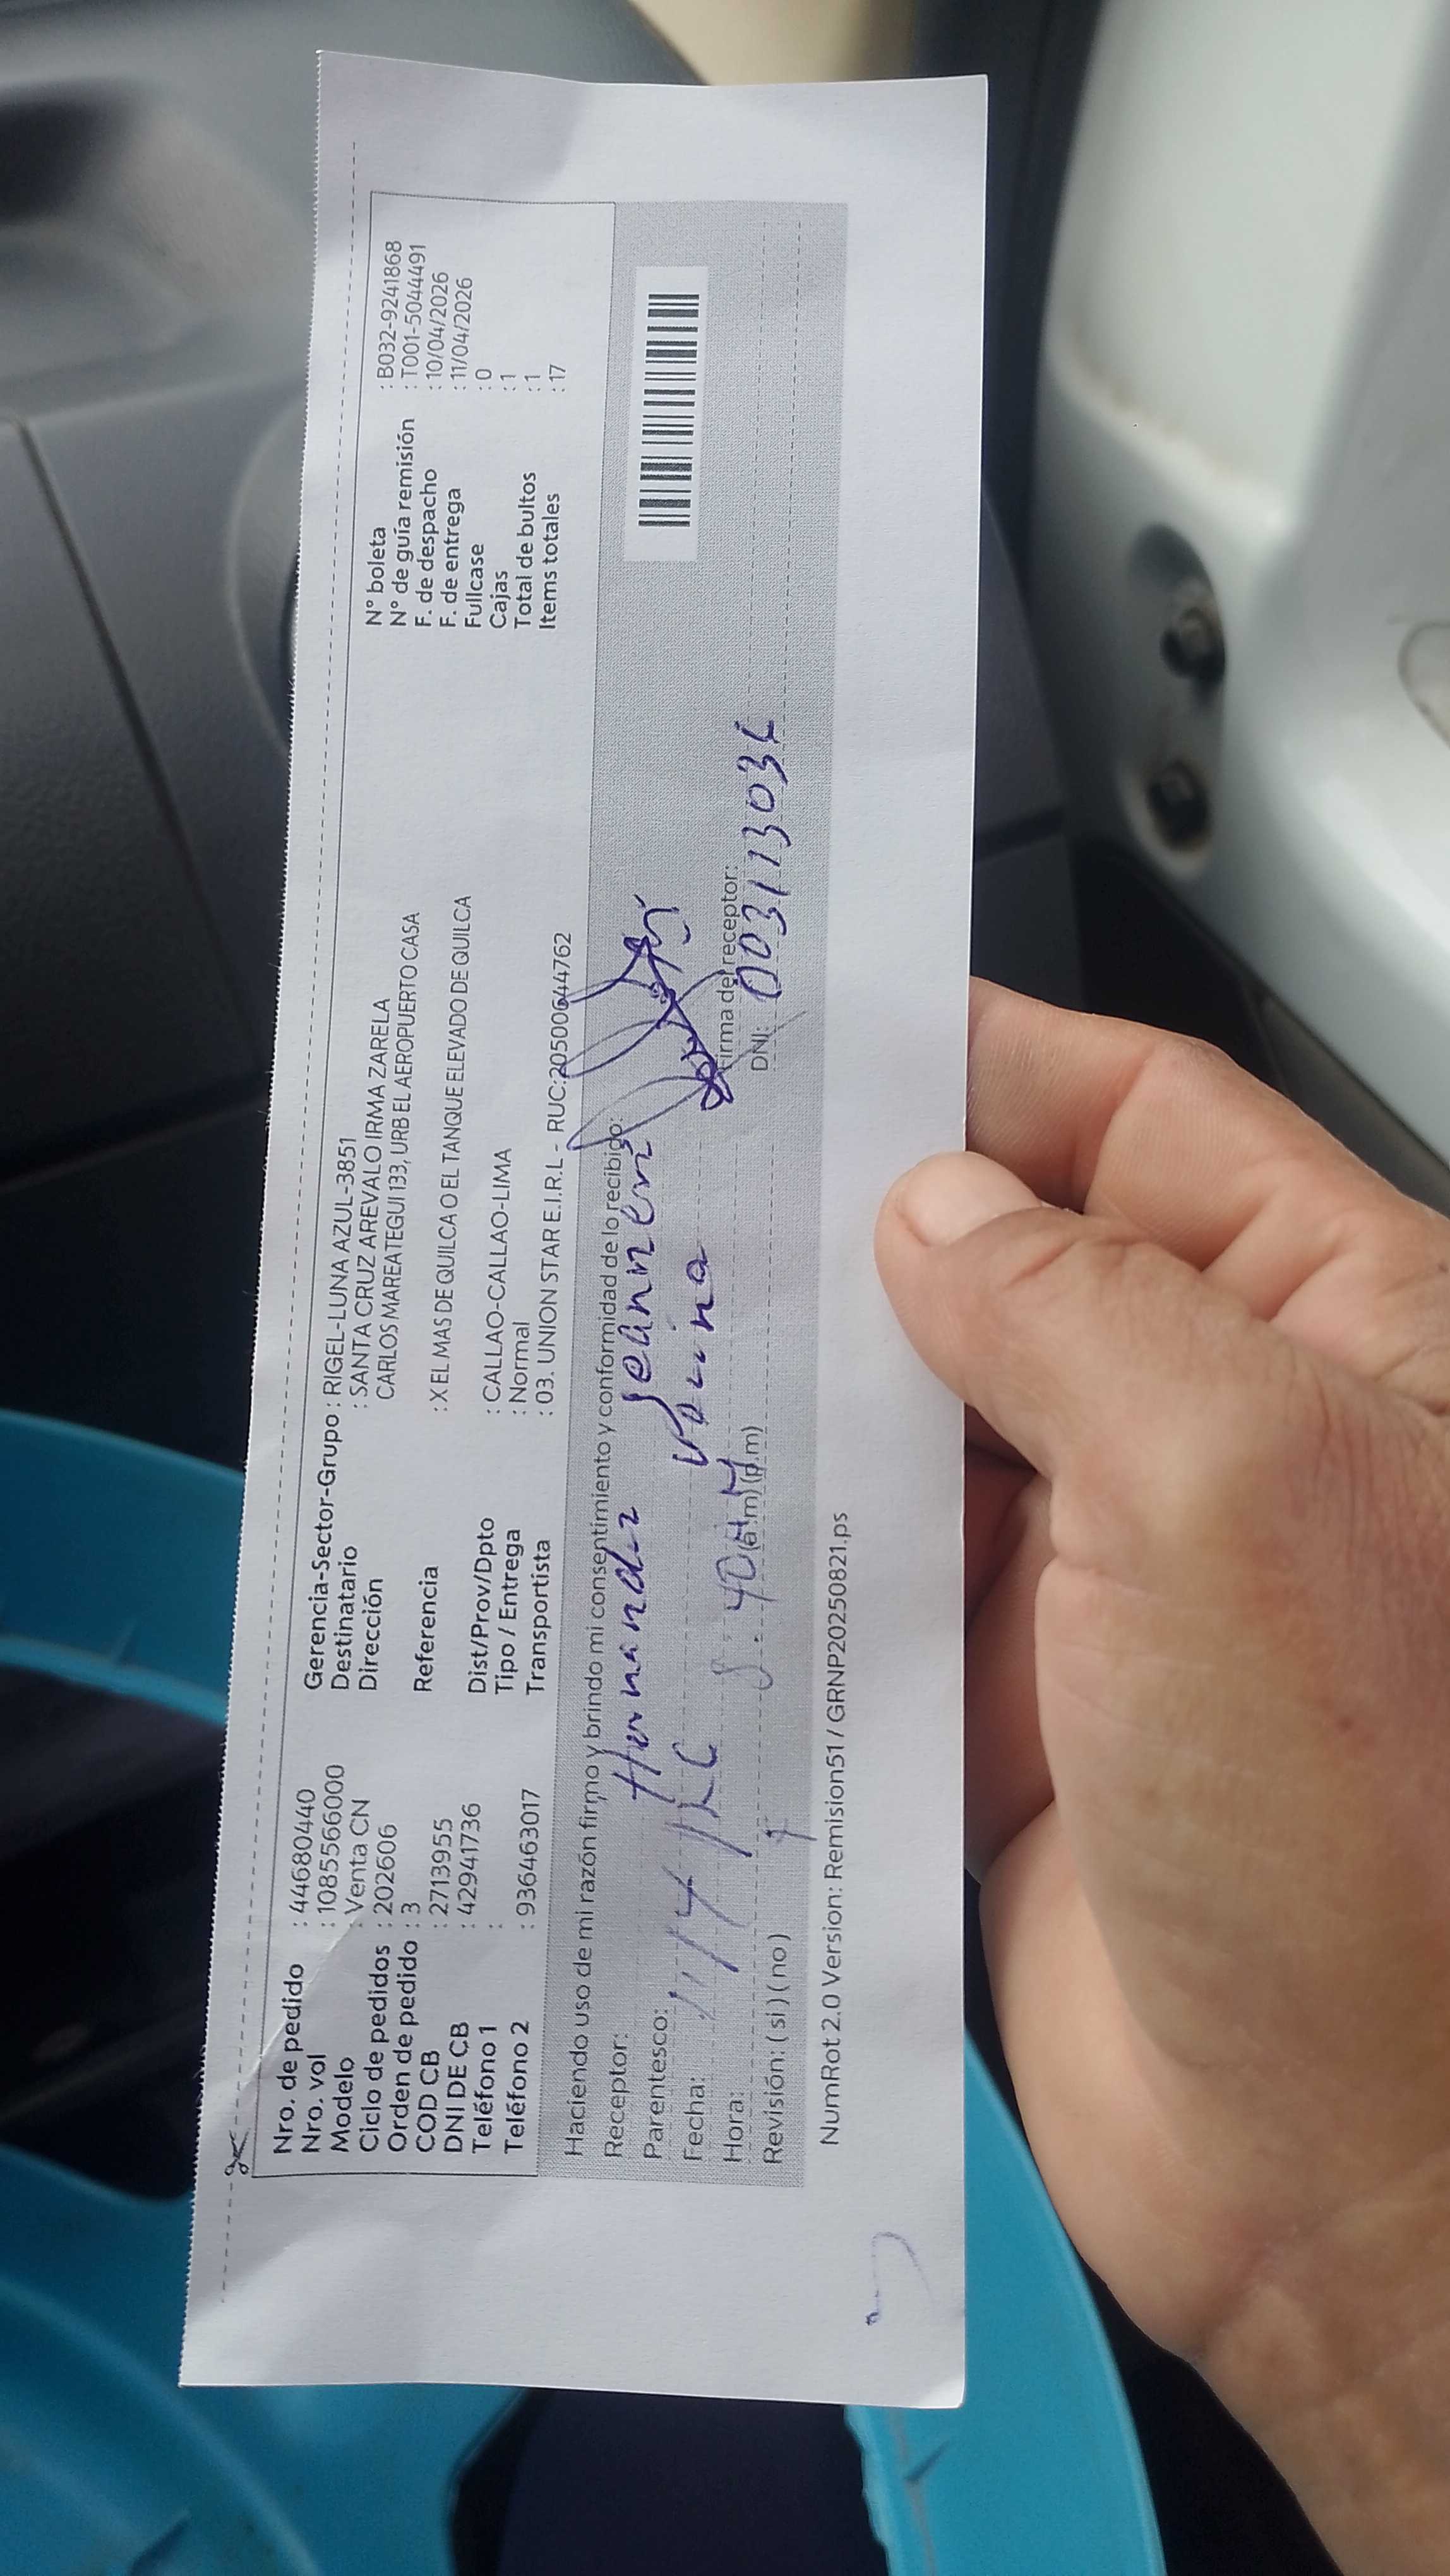 Nro. de pedido : 44680440
Nro. vol : 1085566000
Modelo : Venta CN
Ciclo de pedidos : 202606
Orden de pedido : 3
COD CB : 2713955
DNI DE CB : 42941736
Teléfono 1 :
Teléfono 2 : 936463017
Gerencia-Sector-Grupo : RIGEL-LUNA AZUL-3851
Destinatario : SANTA CRUZ AREVALO IRMA ZARELA
Dirección CARLOS MAREATEGUI 133, URB EL AEROPUERTO CASA
Referencia : X EL MAS DE QUILCA O EL TANQUE ELEVADO DE QUILCA
Dist/Prov/Dpto : CALLAO-CALLAO-LIMA
Tipo / Entrega : Normal
Transportista : 03. UNION STAR E.I.R.L - RUC:20500644762
N° boleta : B032-9241868
N° de guía remisión : T001-5044491
F. de despacho : 10/04/2026
F. de entrega : 11/04/2026
Fullcase : 0
Cajas : 1
Total de bultos : 1
Items totales : 17
Haciendo uso de mi razón firmo y brindo mi consentimiento y conformidad de lo recibido:
Receptor: Hernandez
Parentesco: vecina
Fecha: 11/4/26
Hora: 8:40 AM (a.m) (p.m)
Revisión: ( si ) ( no )
Firma del receptor:
DNI:
NumRot 2.0 Version: Remision51 / GRNP20250821.ps